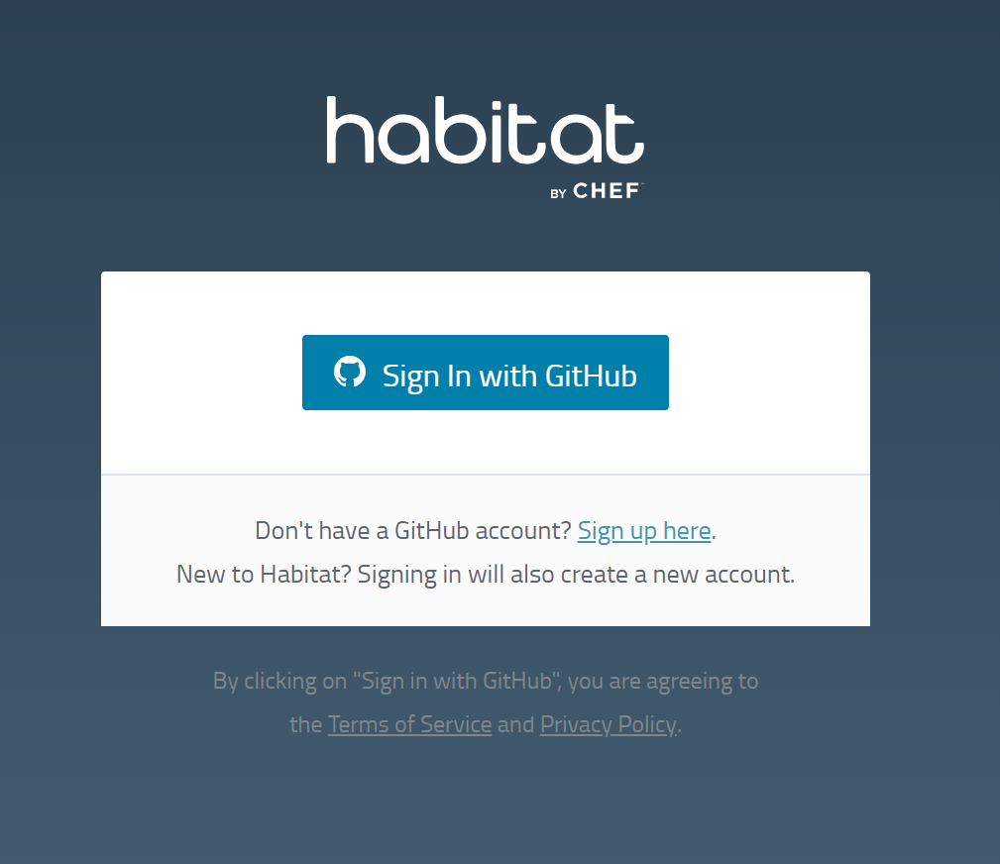 habitat
BY CHEF™
Sign In with GitHub
Don't have a GitHub account? Sign up here.
New to Habitat? Signing in will also create a new account.
By clicking on "Sign in with GitHub", you are agreeing to
the Terms of Service and Privacy Policy.